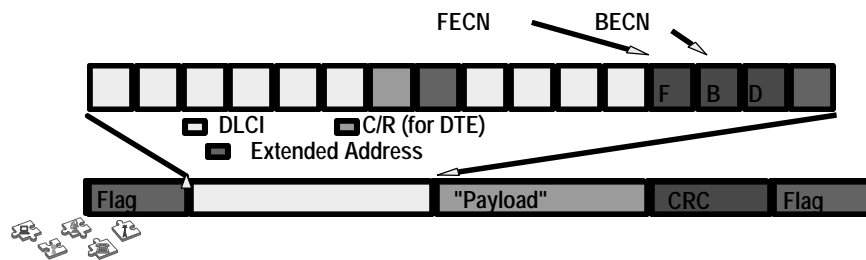 FECN BECN
F B D
DLCI C/R (for DTE)
Extended Address
Flag "Payload" CRC Flag